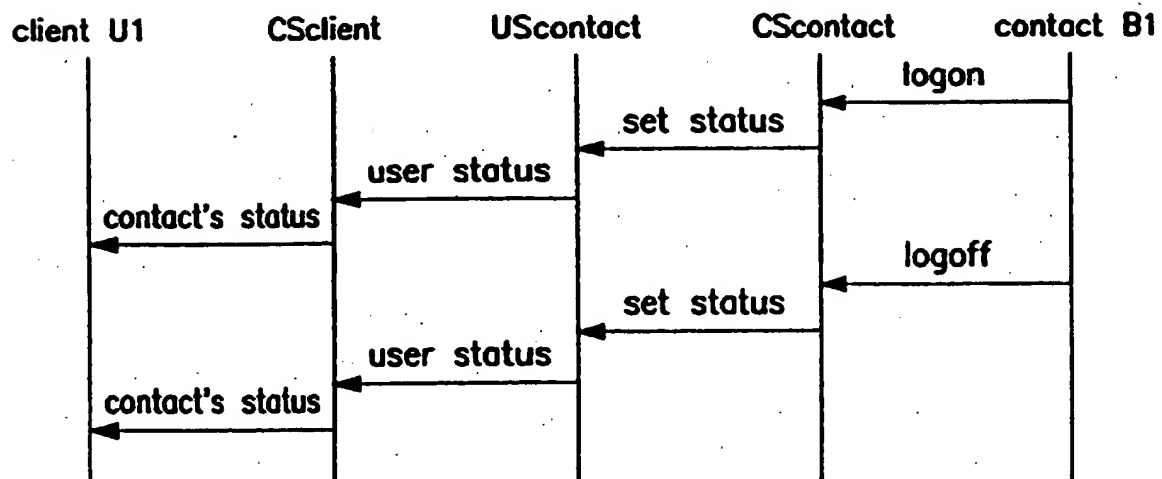 client U1 CSclient UScontact CScontact contact B1
logon
set status
user status
contact's status
logoff
set status
user status
contact's status